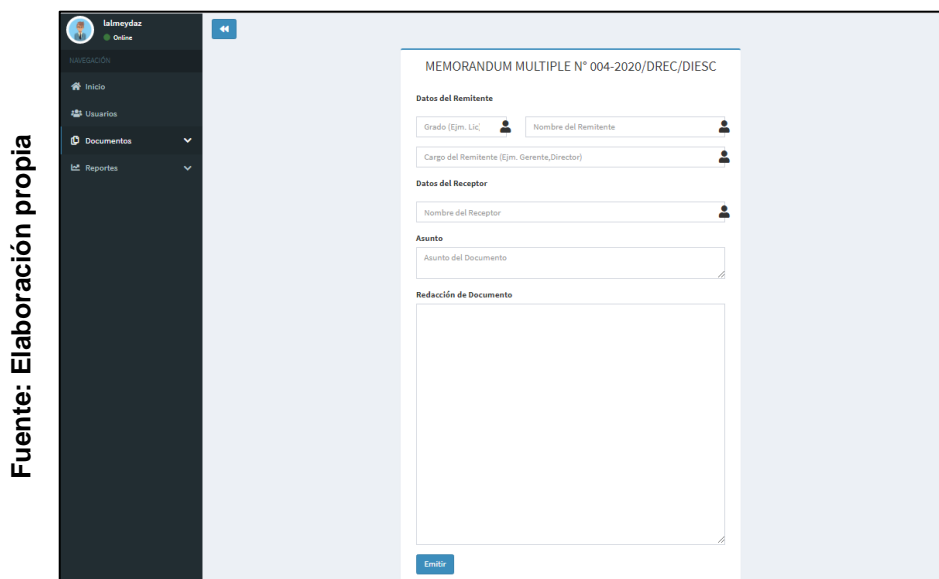 Fuente: Elaboración propia
lalmeydaz
Online
NAVEGACIÓN
Inicio
Usuarios
Documentos
Reportes
MEMORANDUM MULTIPLE N° 004-2020/DREC/DIESC
Datos del Remitente
Grado (Ejm. Lic) Nombre del Remitente
Cargo del Remitente (Ejm. Gerente,Director)
Datos del Receptor
Nombre del Receptor
Asunto
Asunto del Documento
Redacción de Documento
Emitir